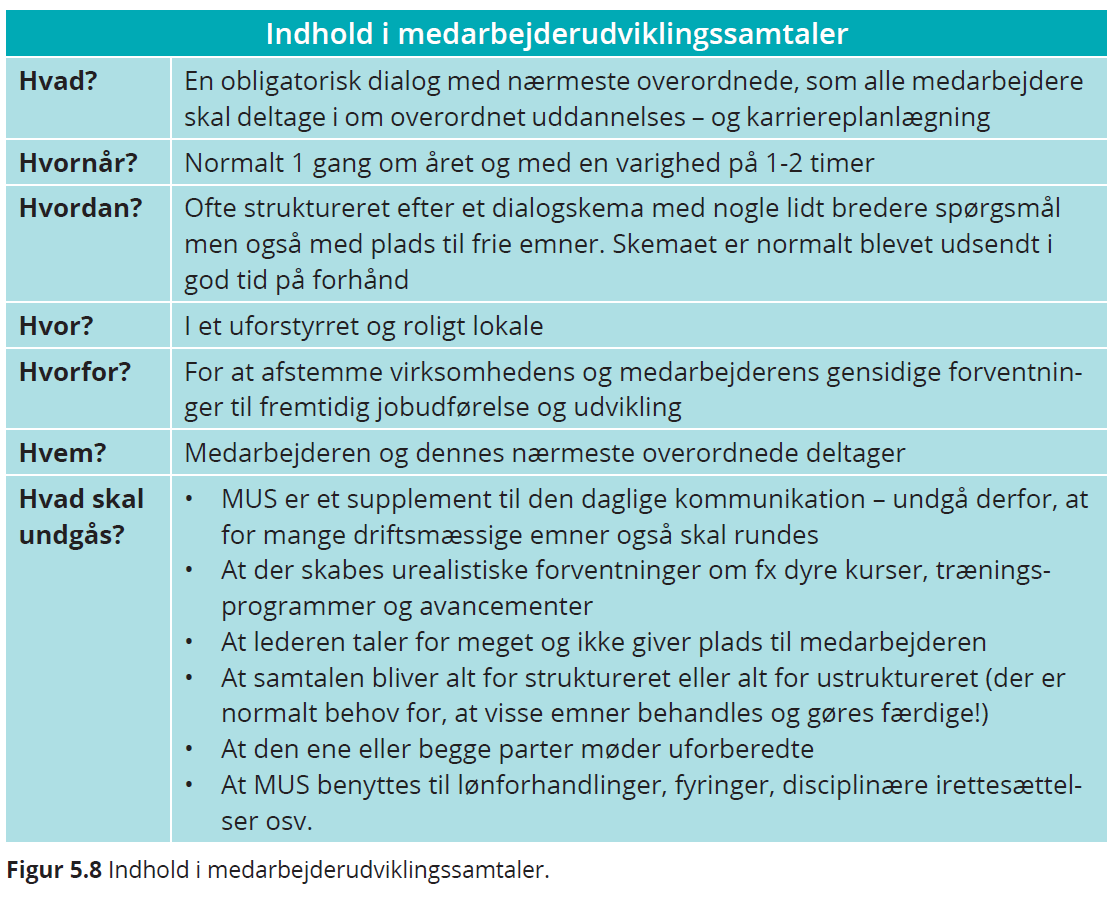 Indhold i medarbejderudviklingssamtaler
Hvad?
En obligatorisk dialog med nærmeste overordnede, som alle medarbejdere
skal deltage i om overordnet uddannelses – og karriereplanlægning
Hvornår?
Normalt 1 gang om året og med en varighed på 1-2 timer
Hvordan?
Ofte struktureret efter et dialogskema med nogle lidt bredere spørgsmål
men også med plads til frie emner. Skemaet er normalt blevet udsendt i
god tid på forhånd
Hvor?
I et uforstyrret og roligt lokale
Hvorfor?
For at afstemme virksomhedens og medarbejderens gensidige forventnin-
ger til fremtidig jobudførelse og udvikling
Hvem?
Medarbejderen og dennes nærmeste overordnede deltager
Hvad skal
undgås?
• MUS er et supplement til den daglige kommunikation – undgå derfor, at
for mange driftsmæssige emner også skal rundes
• At der skabes urealistiske forventninger om fx dyre kurser, trænings-
programmer og avancementer
• At lederen taler for meget og ikke giver plads til medarbejderen
• At samtalen bliver alt for struktureret eller alt for ustruktureret (der er
normalt behov for, at visse emner behandles og gøres færdige!)
• At den ene eller begge parter møder uforberedte
• At MUS benyttes til lønforhandlinger, fyringer, disciplinære irettesættel-
ser osv.
Figur 5.8 Indhold i medarbejderudviklingssamtaler.